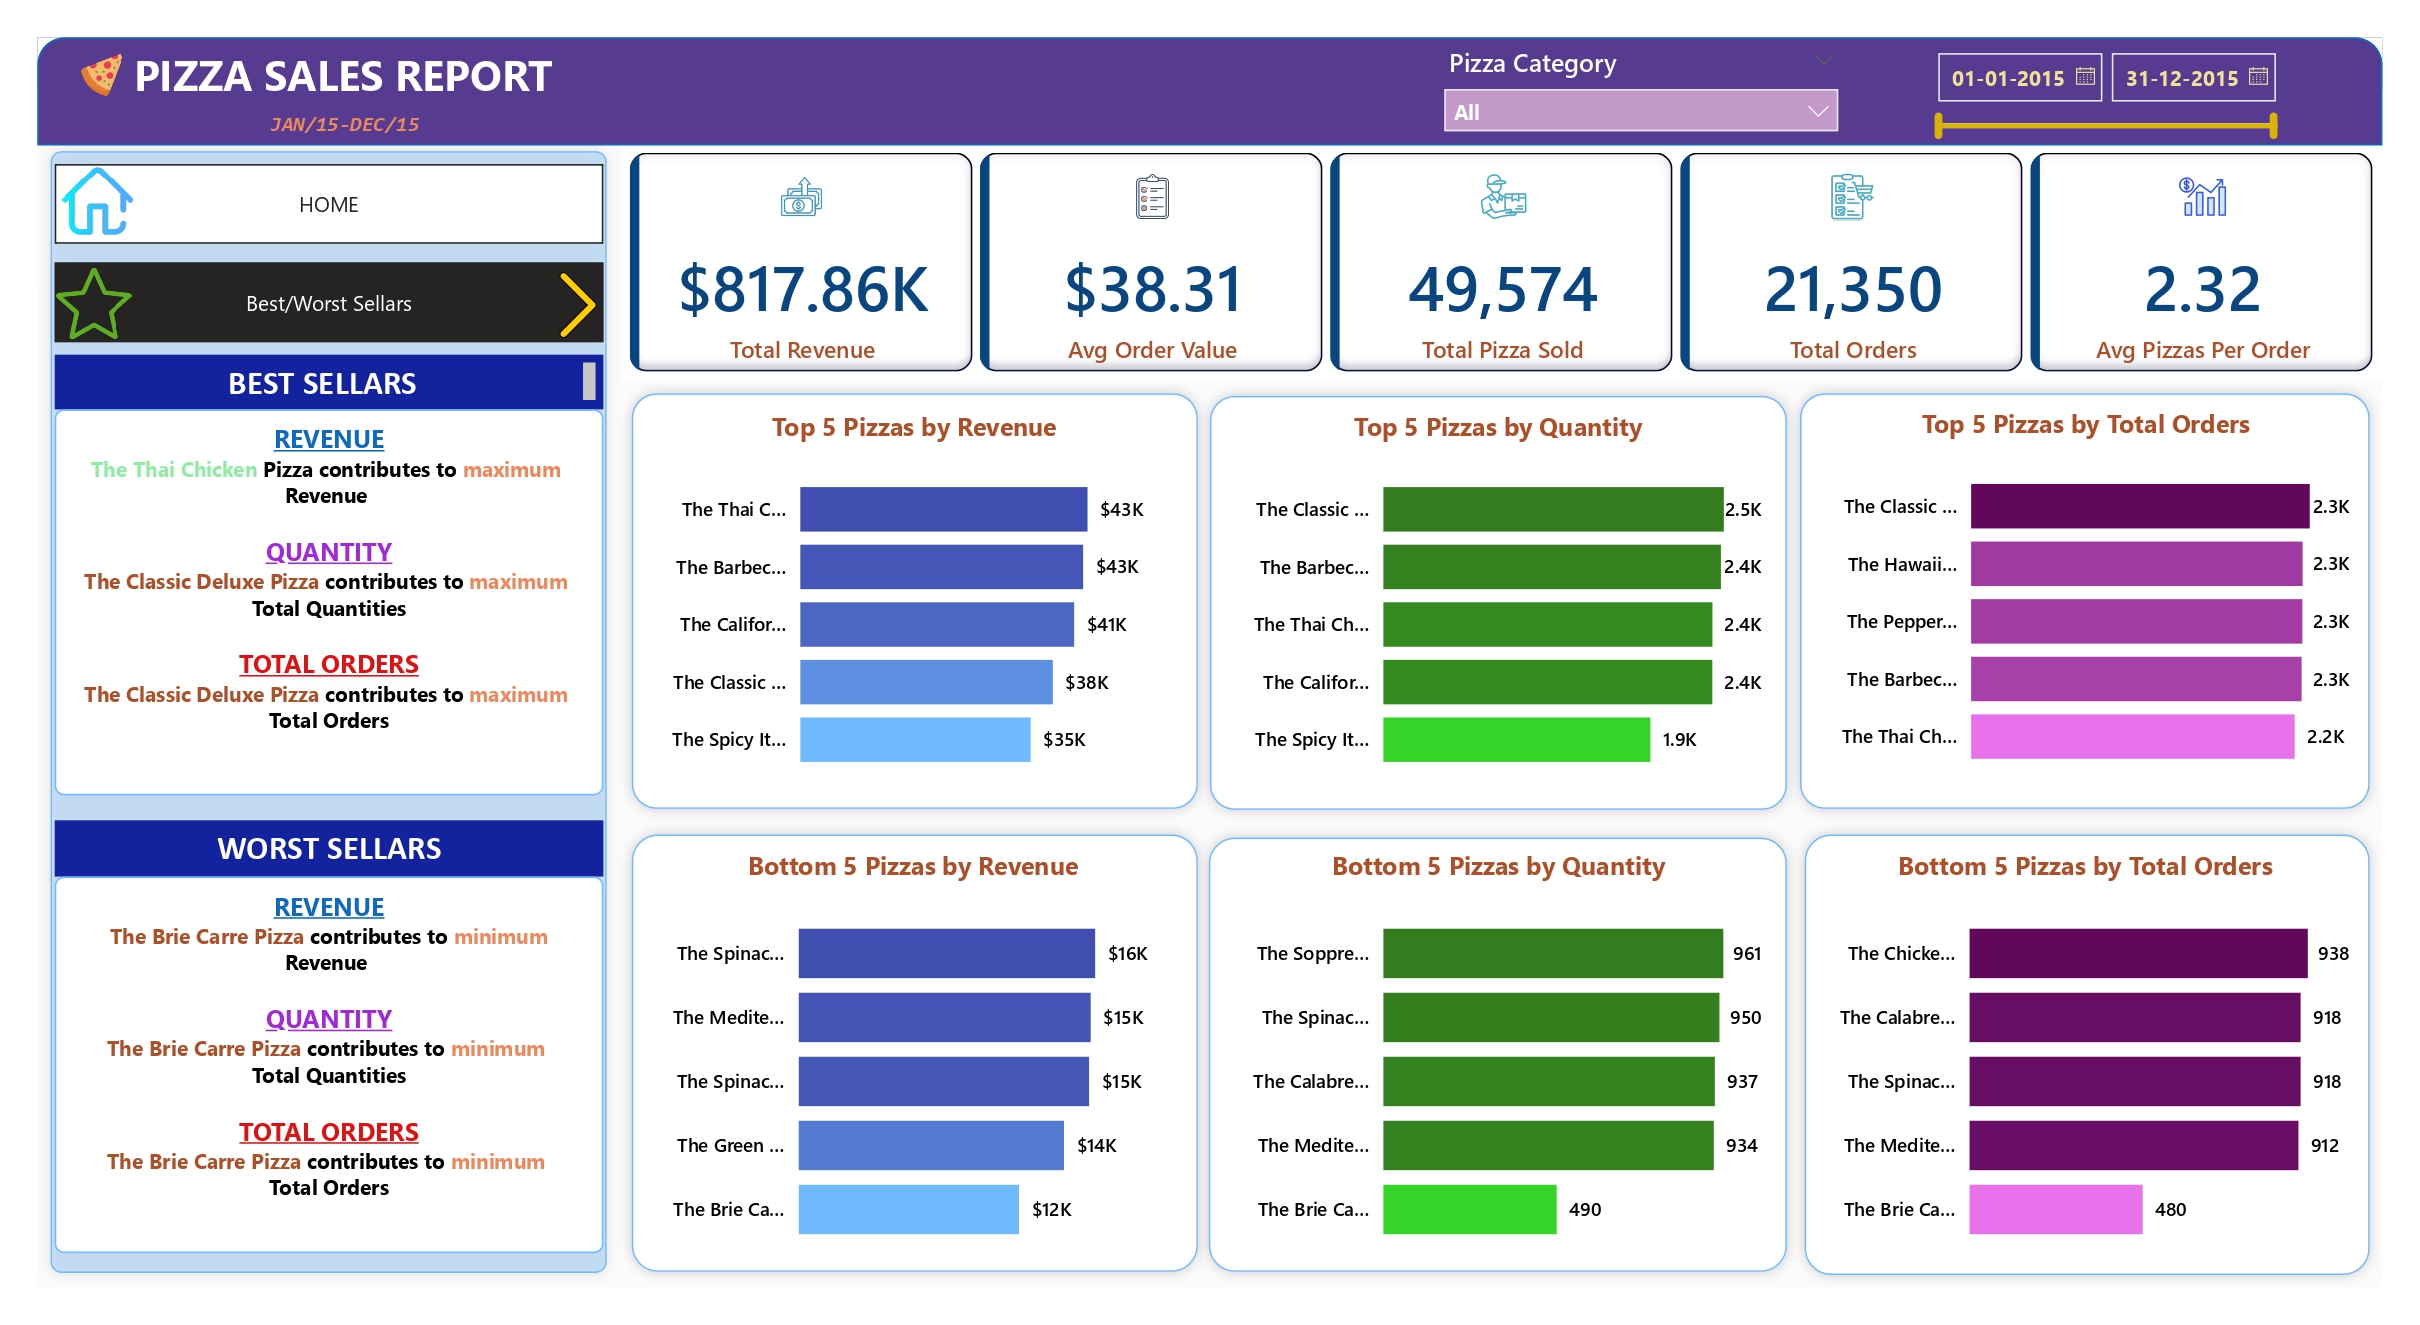 PIZZA SALES REPORT
JAN/15-DEC/15
Pizza Category
All
01-01-2015
31-12-2015
HOME
Best/Worst Sellars
BEST SELLARS
REVENUE
The Thai Chicken Pizza contributes to maximum
Revenue
QUANTITY
The Classic Deluxe Pizza contributes to maximum
Total Quantities
TOTAL ORDERS
The Classic Deluxe Pizza contributes to maximum
Total Orders
WORST SELLARS
REVENUE
The Brie Carre Pizza contributes to minimum
Revenue
QUANTITY
The Brie Carre Pizza contributes to minimum
Total Quantities
TOTAL ORDERS
The Brie Carre Pizza contributes to minimum
Total Orders
$817.86K
Total Revenue
$38.31
Avg Order Value
49,574
Total Pizza Sold
21,350
Total Orders
2.32
Avg Pizzas Per Order
Top 5 Pizzas by Revenue
The Thai C... $43K
The Barbec... $43K
The Califor... $41K
The Classic ... $38K
The Spicy It... $35K
Top 5 Pizzas by Quantity
The Classic ... 2.5K
The Barbec... 2.4K
The Thai Ch... 2.4K
The Califor... 2.4K
The Spicy It... 1.9K
Top 5 Pizzas by Total Orders
The Classic ... 2.3K
The Hawaii... 2.3K
The Pepper... 2.3K
The Barbec... 2.3K
The Thai Ch... 2.2K
Bottom 5 Pizzas by Revenue
The Spinac... $16K
The Medite... $15K
The Spinac... $15K
The Green ... $14K
The Brie Ca... $12K
Bottom 5 Pizzas by Quantity
The Soppre... 961
The Spinac... 950
The Calabre... 937
The Medite... 934
The Brie Ca... 490
Bottom 5 Pizzas by Total Orders
The Chicke... 938
The Calabre... 918
The Spinac... 918
The Medite... 912
The Brie Ca... 480